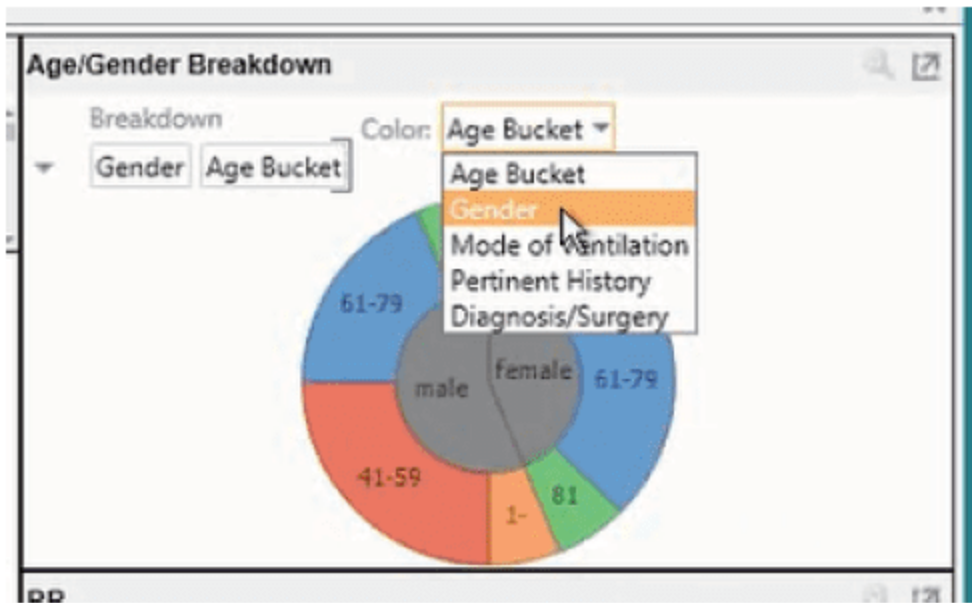 Age/Gender Breakdown
Breakdown
Color: Age Bucket
Gender Age Bucket
Age Bucket
Gender
Mode of Ventilation
Pertinent History
Diagnosis/Surgery
61-79
male
female
61-79
41-59
81
1-
RR